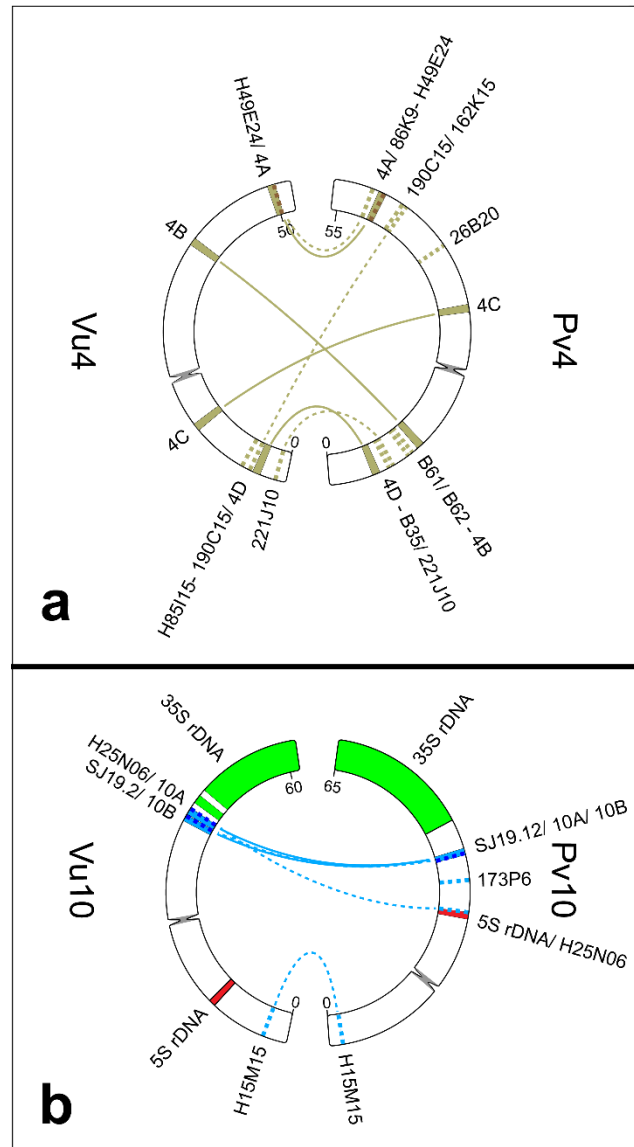 H49E24/ 4A
4A/ 86K9- H49E24
190C15/ 162K15
26B20
4B
50
55
4C
Vu4
Pv4
4C
0
0
H85I15- 190C15/ 4D
221J10
4D - B35/ 221J10
B61/ B62 - 4B
a
35S rDNA
35S rDNA
H25N06/ 10A
SJ19.2/ 10B
60
65
SJ19.12/ 10A/ 10B
173P6
Vu10
Pv10
5S rDNA/ H25N06
5S rDNA
0
0
H15M15
H15M15
b